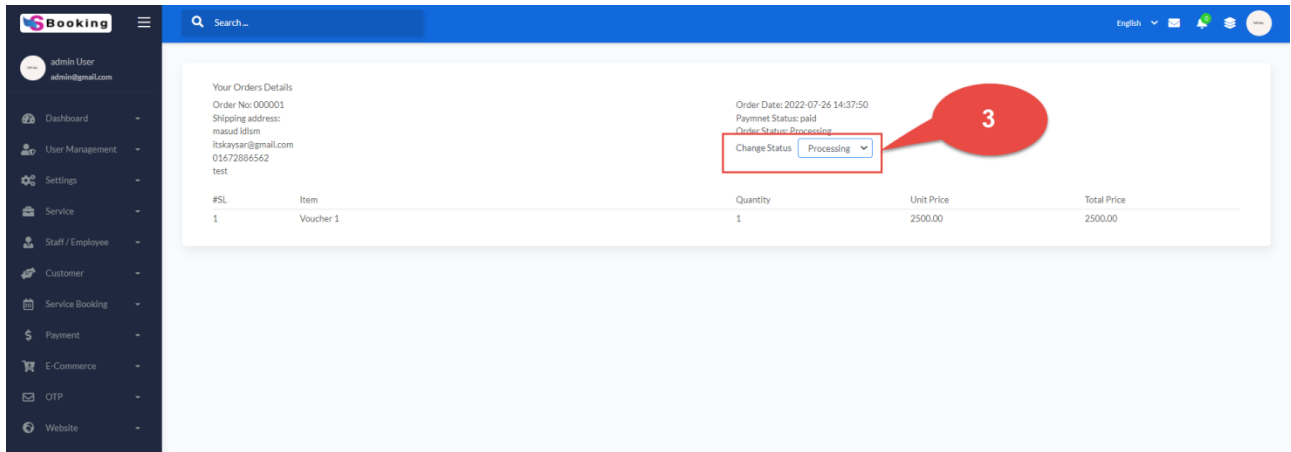 SBooking
Search...
English
0
admin User
admin@gmail.com
Dashboard
User Management
Settings
Service
Staff / Employee
Customer
Service Booking
Payment
E-Commerce
OTP
Website
Your Orders Details
Order No: 000001
Shipping address:
masud idism
itskaysar@gmail.com
01672886562
test
Order Date: 2022-07-26 14:37:50
Paymnet Status: paid
Order Status: Processing
Change Status Processing
3
#SL Item Quantity Unit Price Total Price
1 Voucher 1 1 2500.00 2500.00